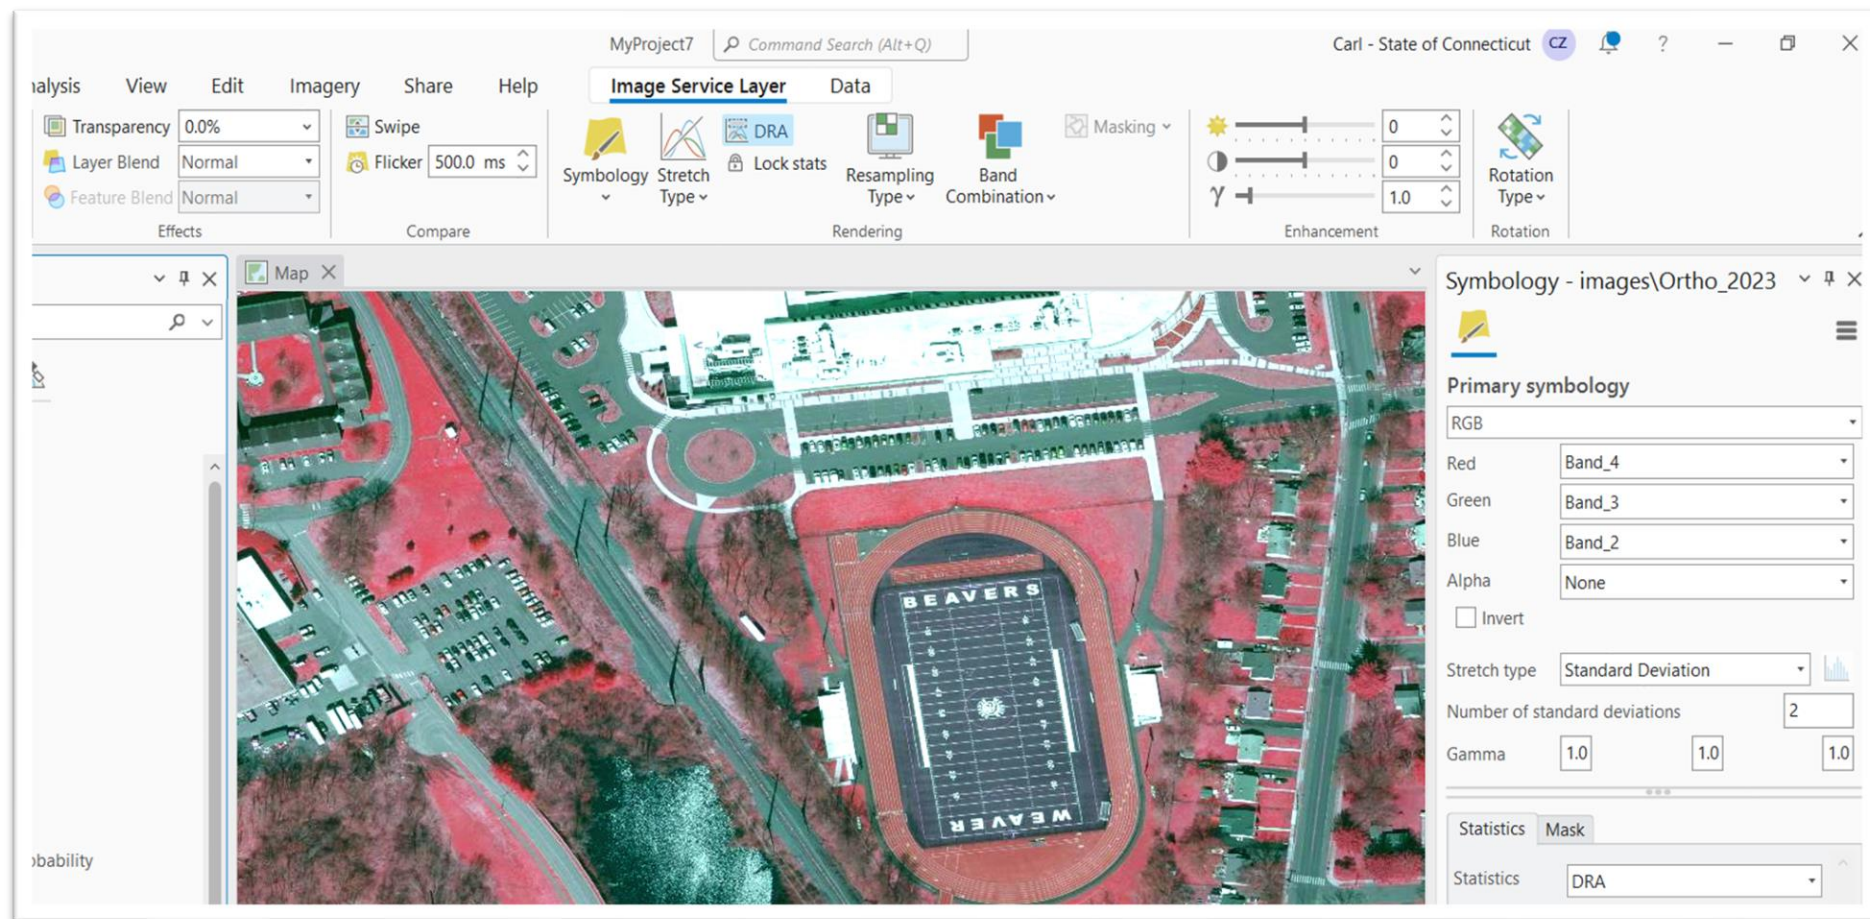 MyProject7 Command Search (Alt+Q) Carl - State of Connecticut CZ ?
nalysis View Edit Imagery Share Help Image Service Layer Data
Transparency 0.0%
Layer Blend Normal
Feature Blend Normal
Effects
Swipe
Flicker 500.0 ms
Compare
Symbology
Stretch
Type
DRA
Lock stats
Resampling
Type
Band
Combination
Masking
Rendering
0
0
γ 1.0
Enhancement
Rotation
Type
Rotation
Map
BEAVERS
WEAVER
obability
Symbology - images\Ortho_2023
Primary symbology
RGB
Red Band_4
Green Band_3
Blue Band_2
Alpha None
Invert
Stretch type Standard Deviation
Number of standard deviations 2
Gamma 1.0 1.0 1.0
Statistics Mask
Statistics DRA